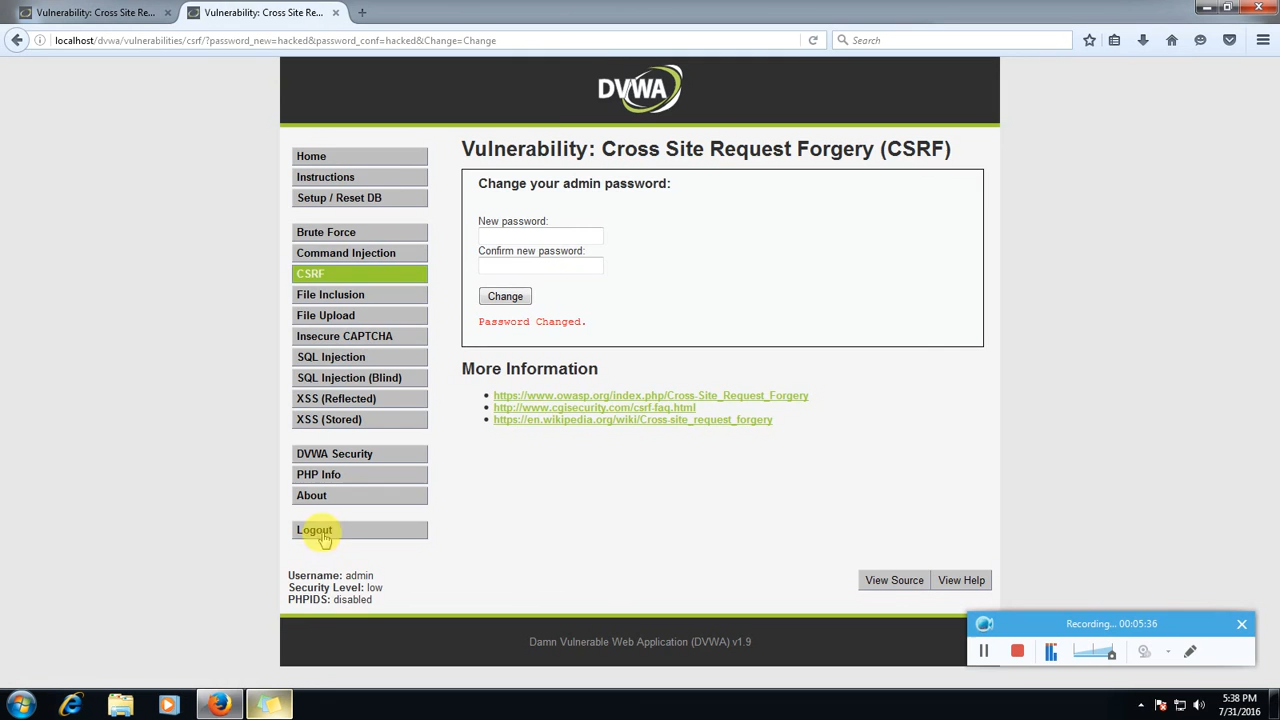 Vulnerability: Cross Site Re...
Vulnerability: Cross Site Re...
localhost/dvwa/vulnerabilities/csrf/?password_new=hacked&password_conf=hacked&Change=Change
Search
DVWA
Home
Instructions
Setup / Reset DB
Brute Force
Command Injection
CSRF
File Inclusion
File Upload
Insecure CAPTCHA
SQL Injection
SQL Injection (Blind)
XSS (Reflected)
XSS (Stored)
DVWA Security
PHP Info
About
Logout
Username: admin
Security Level: low
PHPIDS: disabled
Vulnerability: Cross Site Request Forgery (CSRF)
Change your admin password:
New password:
Confirm new password:
Change
Password Changed.
More Information
https://www.owasp.org/index.php/Cross-Site_Request_Forgery
http://www.cgisecurity.com/csrf-faq.html
https://en.wikipedia.org/wiki/Cross-site_request_forgery
View Source
View Help
Damn Vulnerable Web Application (DVWA) v1.9
Recording... 00:05:36
5:38 PM
7/31/2016